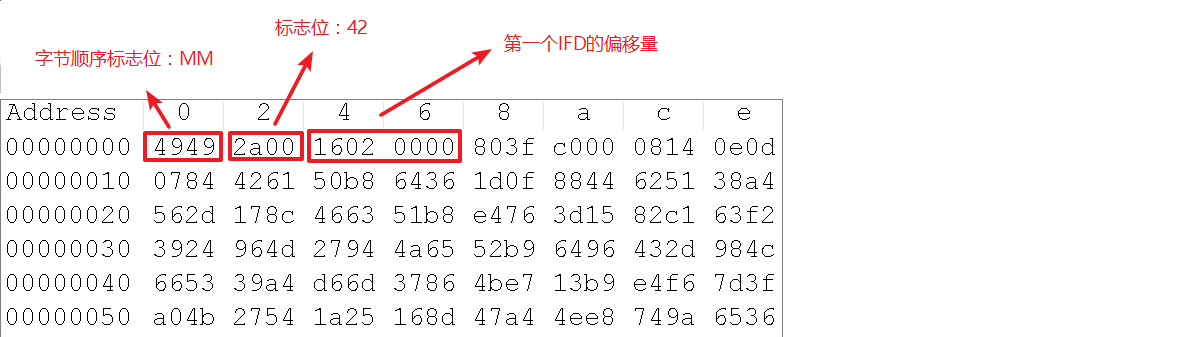 标志位：42
第一个IFD的偏移量
字节顺序标志位：MM
Address 0 2 4 6 8 a c e
00000000 4949 2a00 1602 0000 803f c000 0814 0e0d
00000010 0784 4261 50b8 6436 1d0f 8844 6251 38a4
00000020 562d 178c 4663 51b8 e476 3d15 82c1 63f2
00000030 3924 964d 2794 4a65 52b9 6496 432d 984c
00000040 6653 39a4 d66d 3786 4be7 13b9 e4f6 7d3f
00000050 a04b 2754 1a25 168d 47a4 4ee8 749a 6536